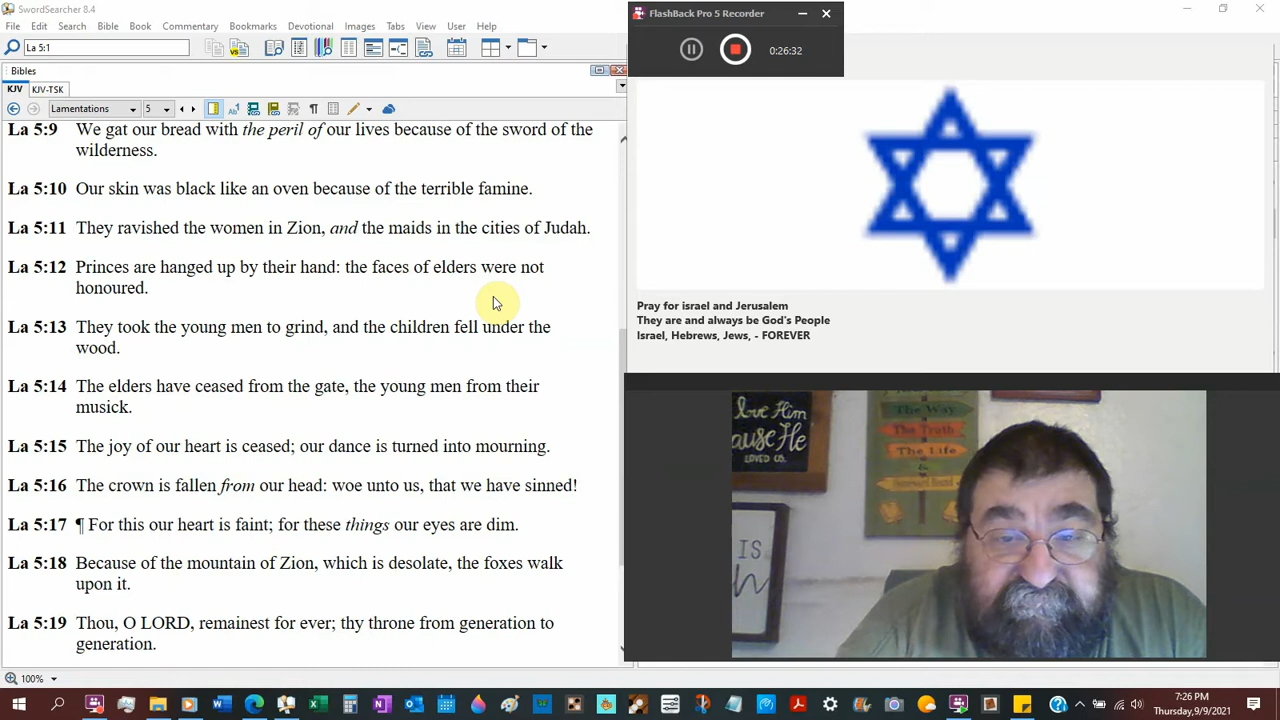 SwordSearcher 8.4
File Edit Search Bible Book Commentary Bookmarks Devotional Images Tabs View User Help
La 5:1
Bibles
KJV KJV-TSK
Lamentations 5
La 5:9 We gat our bread with the peril of our lives because of the sword of the
wilderness.
La 5:10 Our skin was black like an oven because of the terrible famine.
La 5:11 They ravished the women in Zion, and the maids in the cities of Judah.
La 5:12 Princes are hanged up by their hand: the faces of elders were not
honoured.
La 5:13 They took the young men to grind, and the children fell under the
wood.
La 5:14 The elders have ceased from the gate, the young men from their
musick.
La 5:15 The joy of our heart is ceased; our dance is turned into mourning.
La 5:16 The crown is fallen from our head: woe unto us, that we have sinned!
La 5:17 ¶ For this our heart is faint; for these things our eyes are dim.
La 5:18 Because of the mountain of Zion, which is desolate, the foxes walk
upon it.
La 5:19 Thou, O LORD, remainest for ever; thy throne from generation to
generation.
100%
FlashBack Pro 5 Recorder
0:26:32
Pray for israel and Jerusalem
They are and always be God's People
Israel, Hebrews, Jews, - FOREVER
love Him
cause He
LOVED US.
The Way
The Truth
The Life
&
IS
7:26 PM
Thursday,9/9/2021